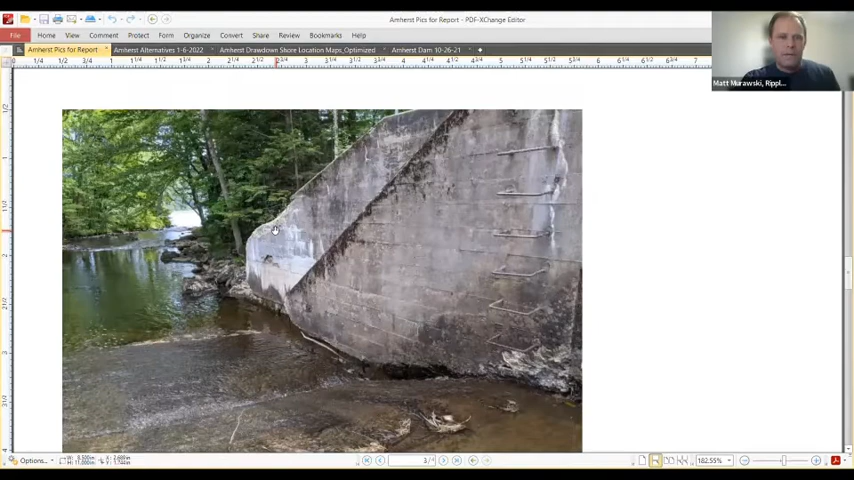 Amherst Pics for Report - PDF-XChange Editor
File Home View Comment Protect Form Organize Convert Share Review Bookmarks Help
Amherst Pics for Report Amherst Alternatives 1-6-2022 Amherst Drawdown Shore Location Maps_Optimized Amherst Dam 10-26-21
Matt Murawski, Rippl...
Options... 182.55%